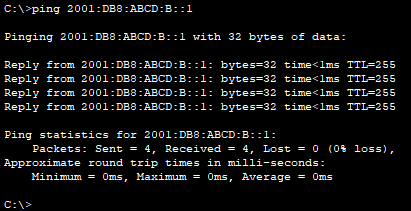 C:\>ping 2001:DB8:ABCD:B::1
Pinging 2001:DB8:ABCD:B::1 with 32 bytes of data:
Reply from 2001:DB8:ABCD:B::1: bytes=32 time<1ms TTL=255
Reply from 2001:DB8:ABCD:B::1: bytes=32 time<1ms TTL=255
Reply from 2001:DB8:ABCD:B::1: bytes=32 time<1ms TTL=255
Reply from 2001:DB8:ABCD:B::1: bytes=32 time<1ms TTL=255
Ping statistics for 2001:DB8:ABCD:B::1:
Packets: Sent = 4, Received = 4, Lost = 0 (0% loss),
Approximate round trip times in milli-seconds:
Minimum = 0ms, Maximum = 0ms, Average = 0ms
C:\>